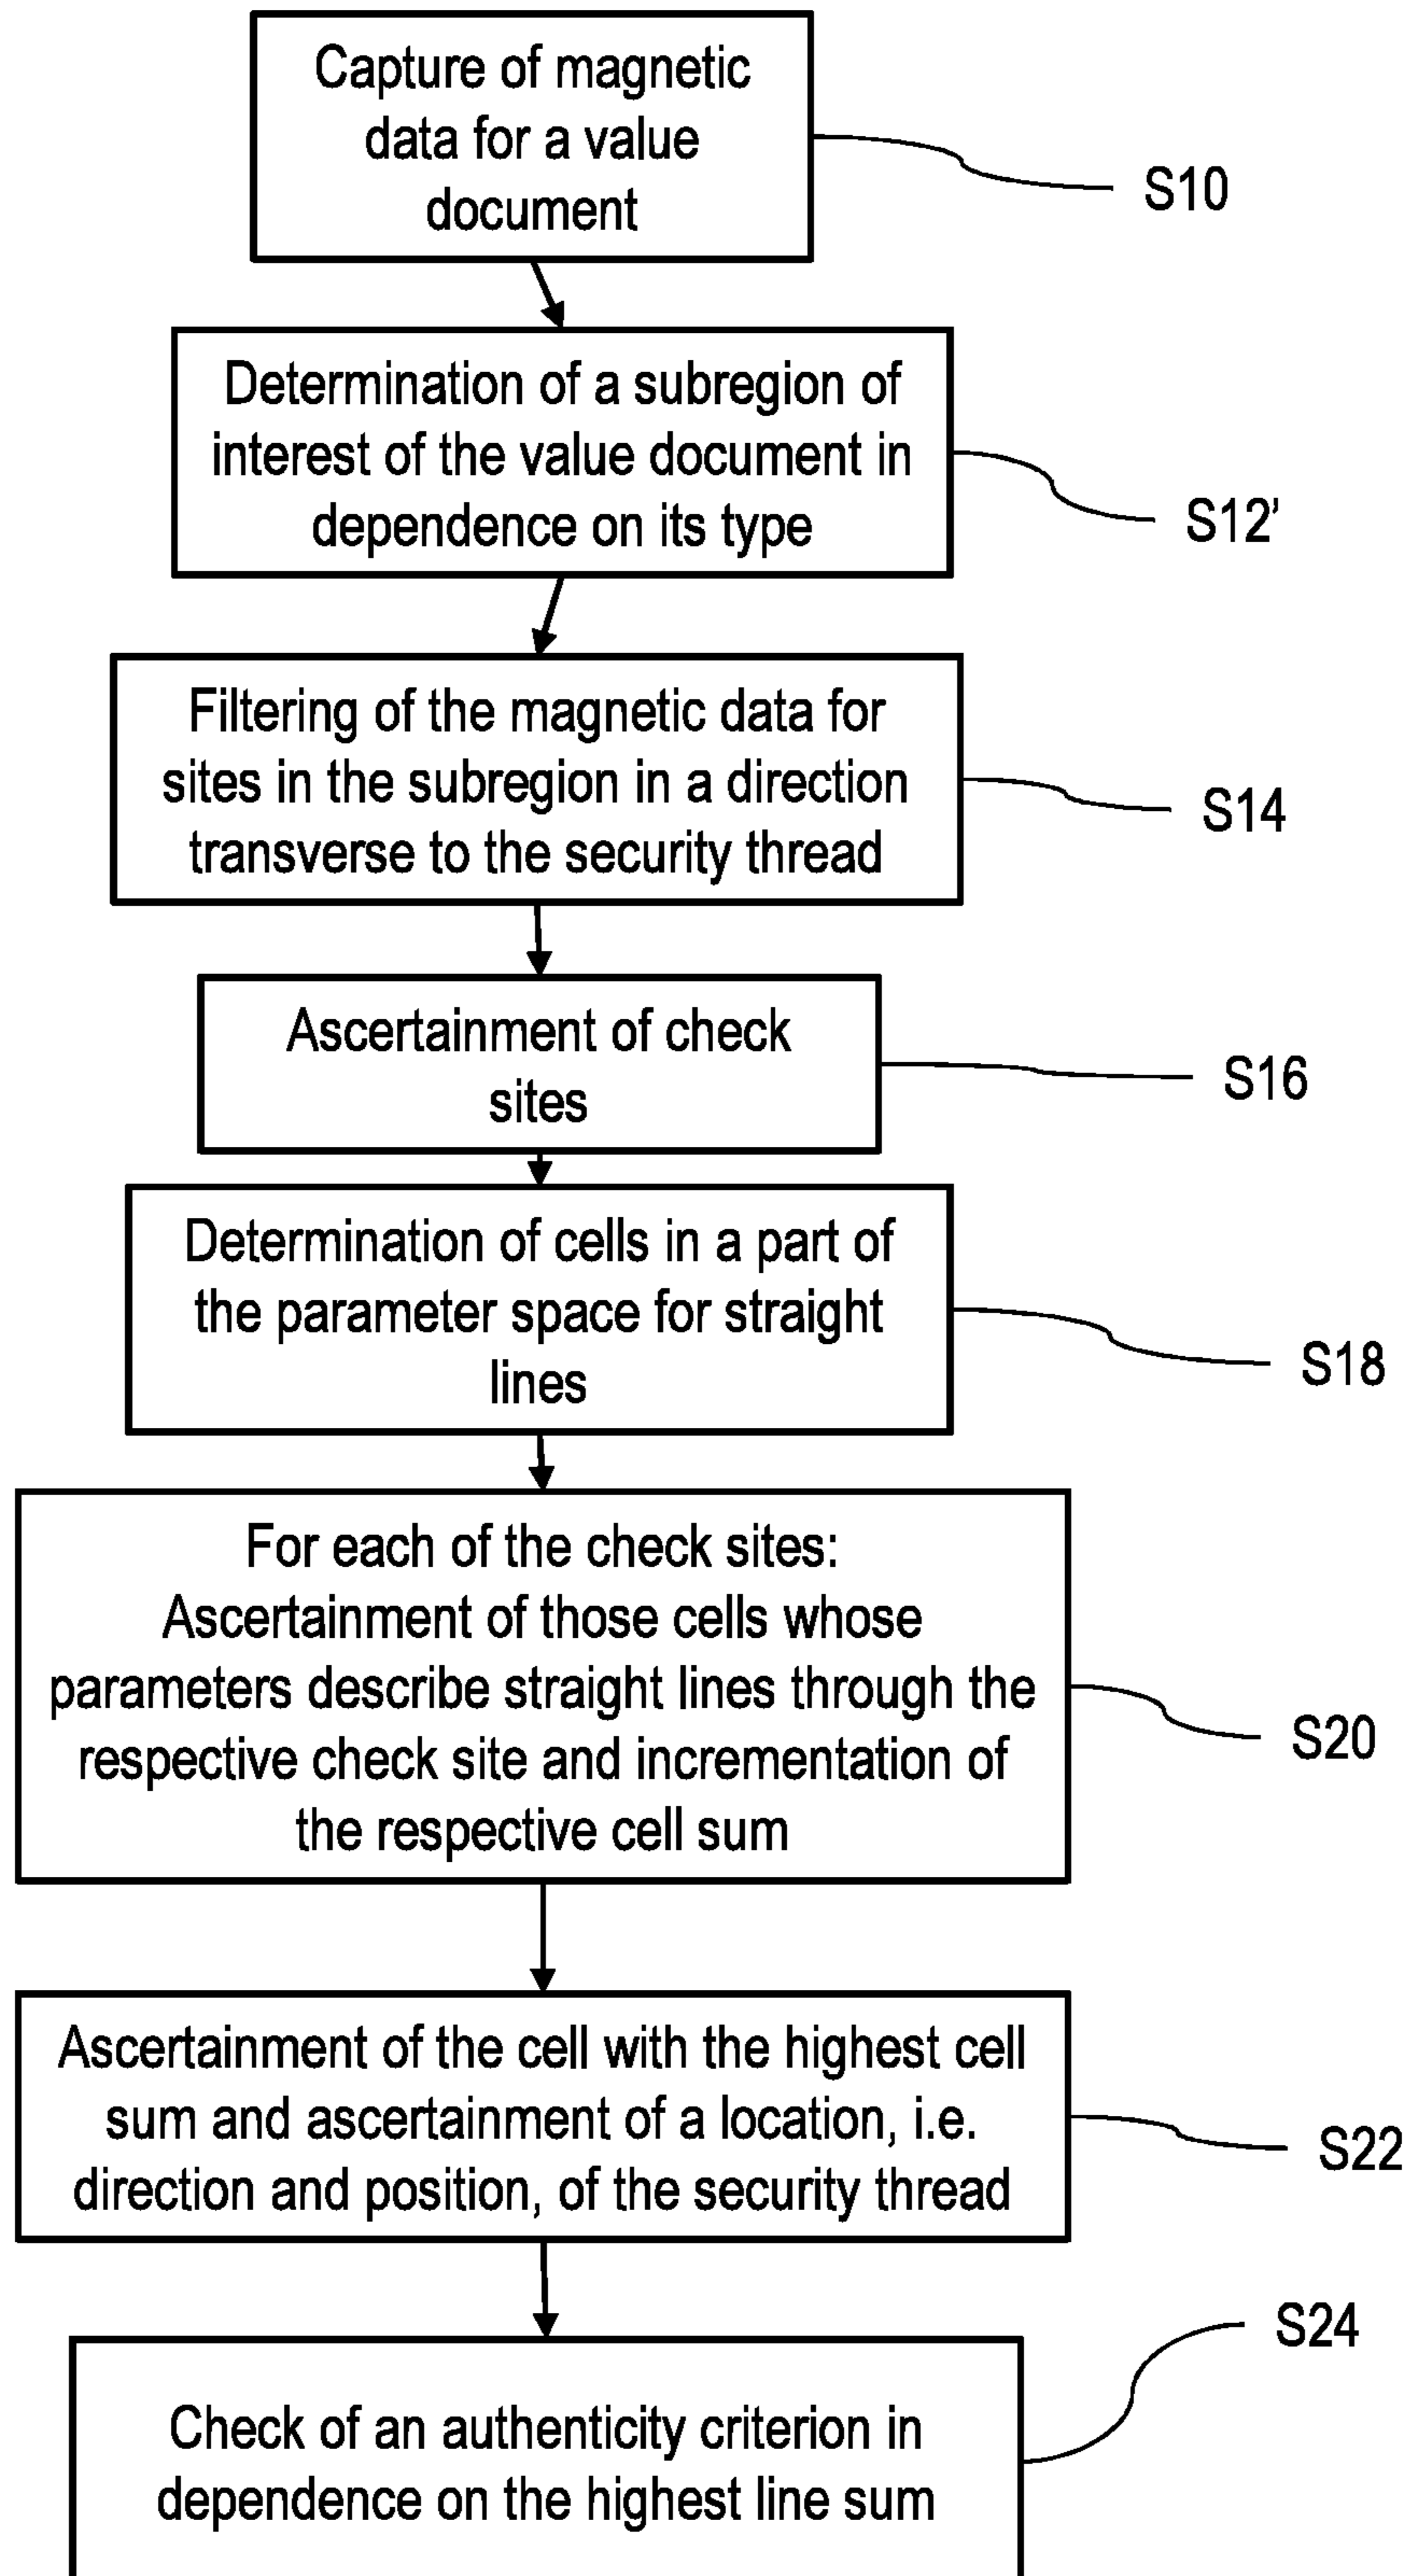 Capture of magnetic
data for a value
document
S10
Determination of a subregion of
interest of the value document in
dependence on its type
S12’
Filtering of the magnetic data for
sites in the subregion in a direction
transverse to the security thread
S14
Ascertainment of check
sites
S16
Determination of cells in a part of
the parameter space for straight
lines
S18
For each of the check sites:
Ascertainment of those cells whose
parameters describe straight lines through the
respective check site and incrementation of
the respective cell sum
S20
Ascertainment of the cell with the highest cell
sum and ascertainment of a location, i.e.
direction and position, of the security thread
S22
S24
Check of an authenticity criterion in
dependence on the highest line sum